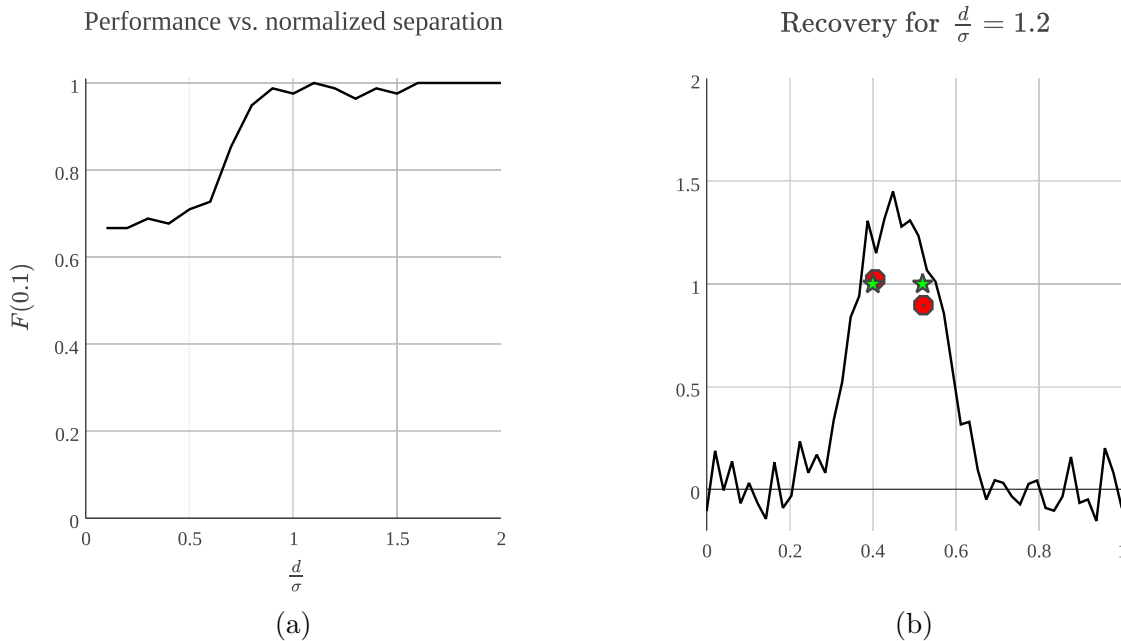 Performance vs. normalized separation
1
0.8
0.6
0.4
0.2
0
F(0.1)
0 0.5 1 1.5 2
d/σ
(a)
Recovery for d/σ = 1.2
2
1.5
1
0.5
0
0 0.2 0.4 0.6 0.8 1
(b)